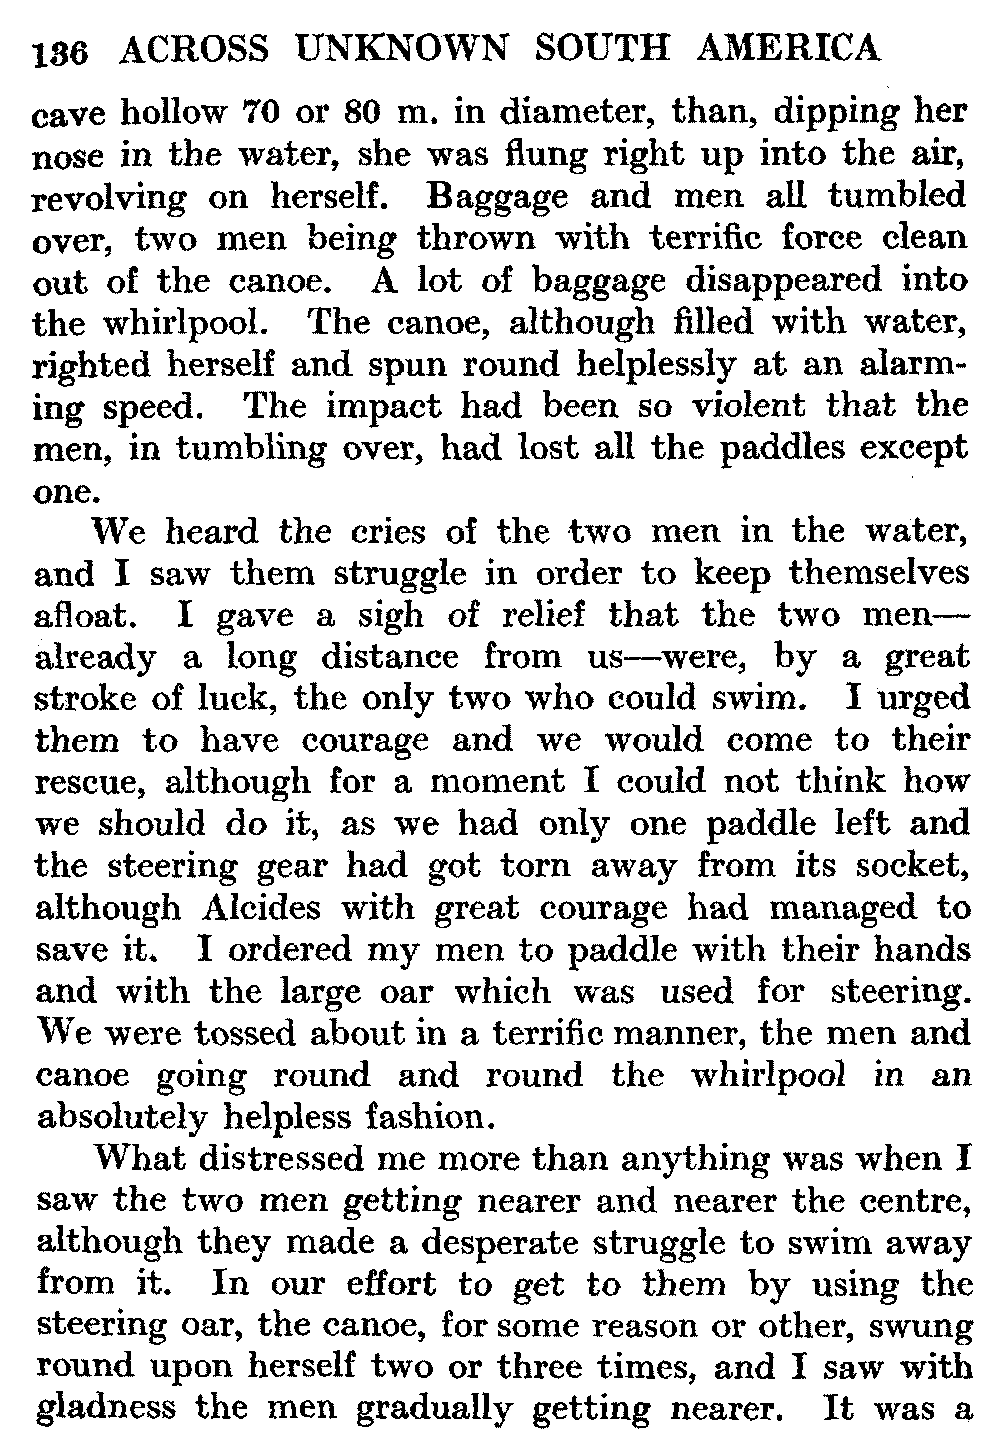 136 ACROSS UNKNOWN SOUTH AMERICA
cave hollow 70 or 80 m. in diameter, than, dipping her
nose in the water, she was flung right up into the air,
revolving on herself. Baggage and men all tumbled
over, two men being thrown with terrific force clean
out of the canoe. A lot of baggage disappeared into
the whirlpool. The canoe, although filled with water,
righted herself and spun round helplessly at an alarm-
ing speed. The impact had been so violent that the
men, in tumbling over, had lost all the paddles except
one.
We heard the cries of the two men in the water,
and I saw them struggle in order to keep themselves
afloat. I gave a sigh of relief that the two men—
already a long distance from us—were, by a great
stroke of luck, the only two who could swim. I urged
them to have courage and we would come to their
rescue, although for a moment I could not think how
we should do it, as we had only one paddle left and
the steering gear had got torn away from its socket,
although Alcides with great courage had managed to
save it. I ordered my men to paddle with their hands
and with the large oar which was used for steering.
We were tossed about in a terrific manner, the men and
canoe going round and round the whirlpool in an
absolutely helpless fashion.
What distressed me more than anything was when I
saw the two men getting nearer and nearer the centre,
although they made a desperate struggle to swim away
from it. In our effort to get to them by using the
steering oar, the canoe, for some reason or other, swung
round upon herself two or three times, and I saw with
gladness the men gradually getting nearer. It was a